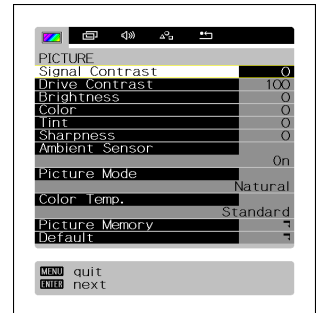 PICTURE
Signal Contrast 0
Drive Contrast 100
Brightness 0
Color 0
Tint 0
Sharpness 0
Ambient Sensor
On
Picture Mode
Natural
Color Temp.
Standard
Picture Memory
Default
MENU quit
ENTER next